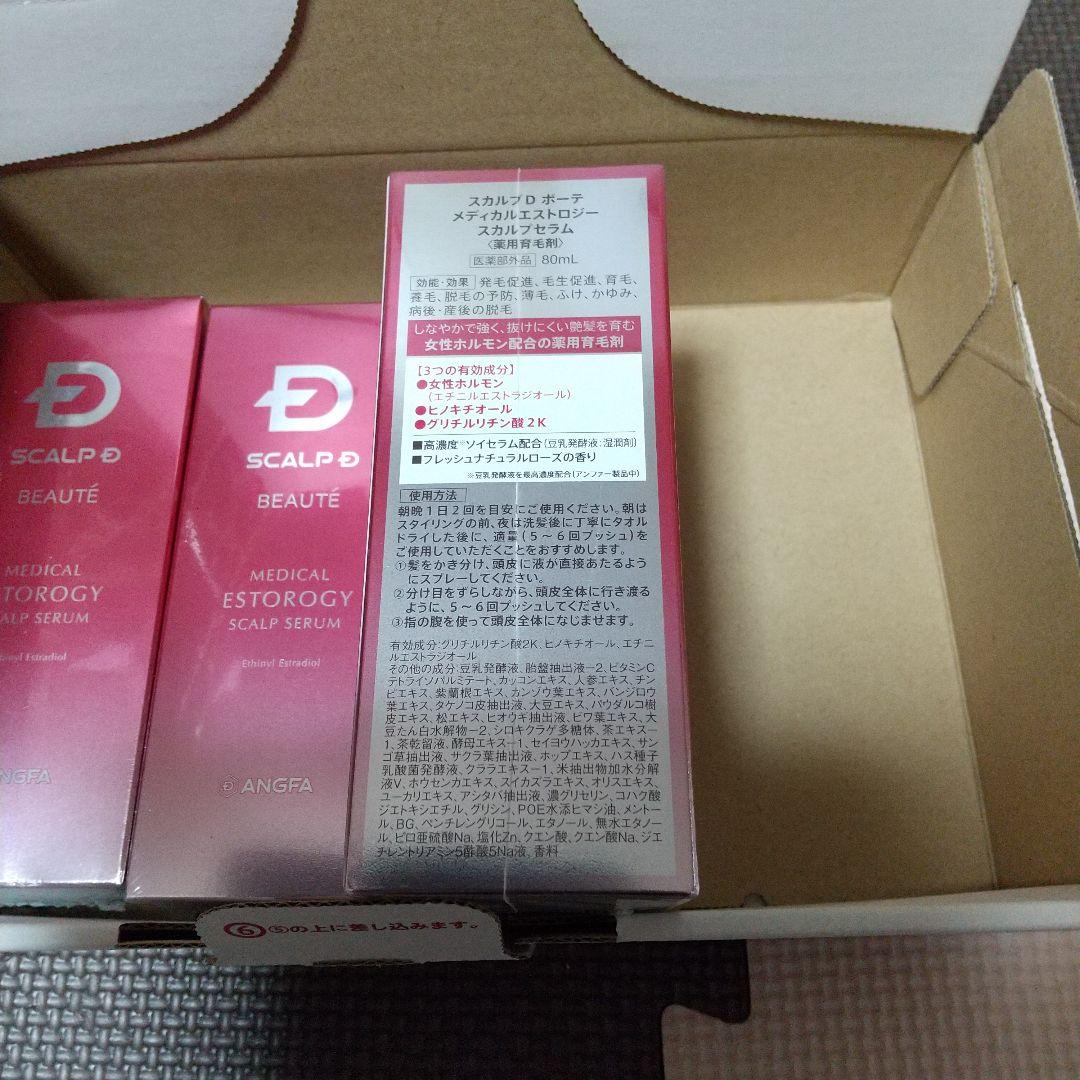 SCALP D
BEAUTÉ
MEDICAL
TOROGY
ALP SERUM
Ethinyl Estradiol
NGFA
SCALP D
BEAUTÉ
MEDICAL
ESTOROGY
SCALP SERUM
Ethinyl Estradiol
ANGFA
スカルプD ボーテ
メディカルエストロジー
スカルプセラム
〈薬用育毛剤〉
医薬部外品 80mL
効能・効果 発毛促進、毛生促進、育毛、
養毛、脱毛の予防、薄毛、ふけ、かゆみ、
病後・産後の脱毛
しなやかで強く、抜けにくい艶髪を育む
女性ホルモン配合の薬用育毛剤
【3つの有効成分】
●女性ホルモン
(エチニルエストラジオール)
●ヒノキチオール
●グリチルリチン酸2K
■高濃度※ソイセラム配合(豆乳発酵液:湿潤剤)
■フレッシュナチュラルローズの香り
※豆乳発酵液を最高濃度配合(アンファー製品中)
使用方法
朝晩1日2回を目安にご使用ください。朝は
スタイリングの前、夜は洗髪後に丁寧にタオル
ドライした後に、適量(5～6回プッシュ)を
ご使用していただくことをおすすめします。
①髪をかき分け、頭皮に液が直接あたるよう
にスプレーしてください。
②分け目をずらしながら、頭皮全体に行き渡る
ように、5～6回プッシュしてください。
③指の腹を使って頭皮全体になじませます。
有効成分:グリチルリチン酸2K、ヒノキチオール、エチニ
ルエストラジオール
その他の成分:豆乳発酵液、胎盤抽出液-2、ビタミンC
テトライソパルミテート、カッコンエキス、人参エキス、チン
ピエキス、紫蘭根エキス、カンゾウ葉エキス、バンジロウ
葉エキス、タケノコ皮抽出液、大豆エキス、パウダルコ樹
皮エキス、松エキス、ヒオウギ抽出液、ビワ葉エキス、大
豆たん白水解物-2、シロキクラゲ多糖体、茶エキス-
1、茶乾留液、酵母エキス-1、セイヨウハッカエキス、サン
ゴ草抽出液、サクラ葉抽出液、ホップエキス、ハス種子
乳酸菌発酵液、クララエキス-1、米抽出物加水分解
液V、ホウセンカエキス、スイカズラエキス、オリスエキス、
ユーカリエキス、アシタバ抽出液、濃グリセリン、コハク酸
ジエトキシエチル、グリシン、POE水添ヒマシ油、メントー
ル、BG、ペンチレングリコール、エタノール、無水エタノー
ル、ピロ亜硫酸Na、塩化Zn、クエン酸、クエン酸Na、ジエ
チレントリアミン5酢酸5Na液、香料
⑥⑤の上に差し込みます。